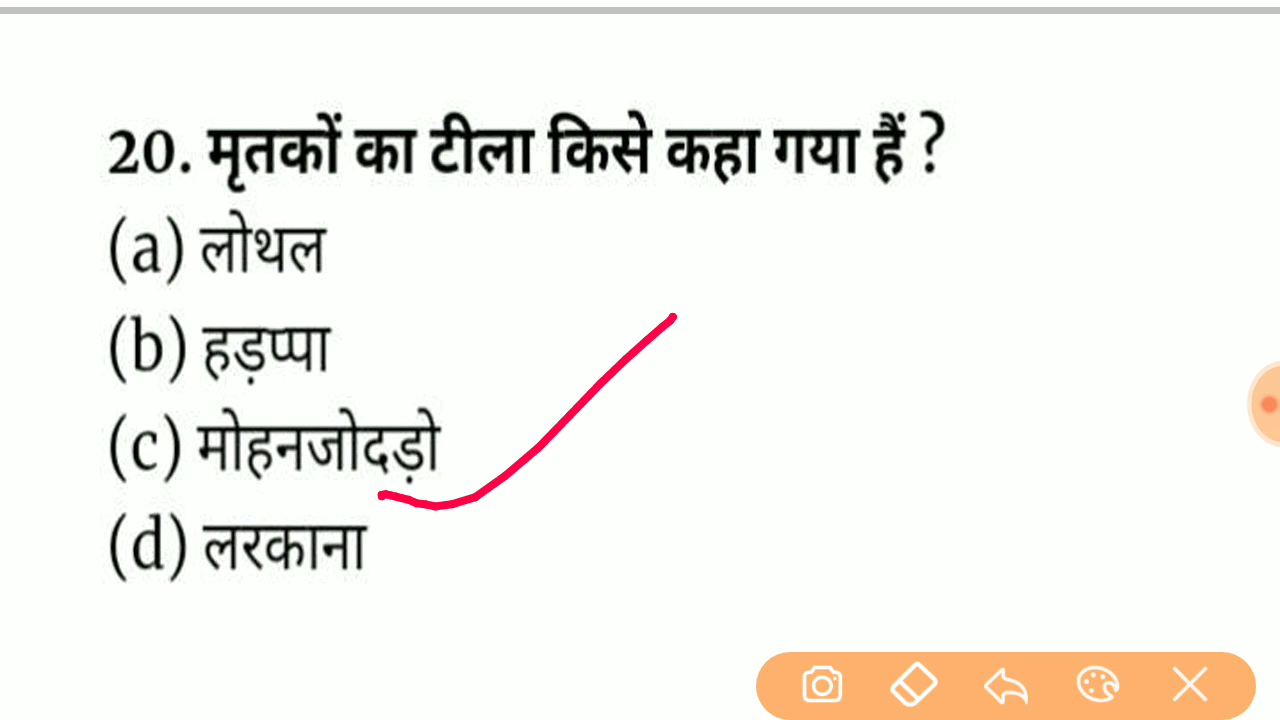 20. मृतकों का टीला किसे कहा गया हैं ?
(a) लोथल
(b) हड़प्पा
(c) मोहनजोदड़ो
(d) लरकाना